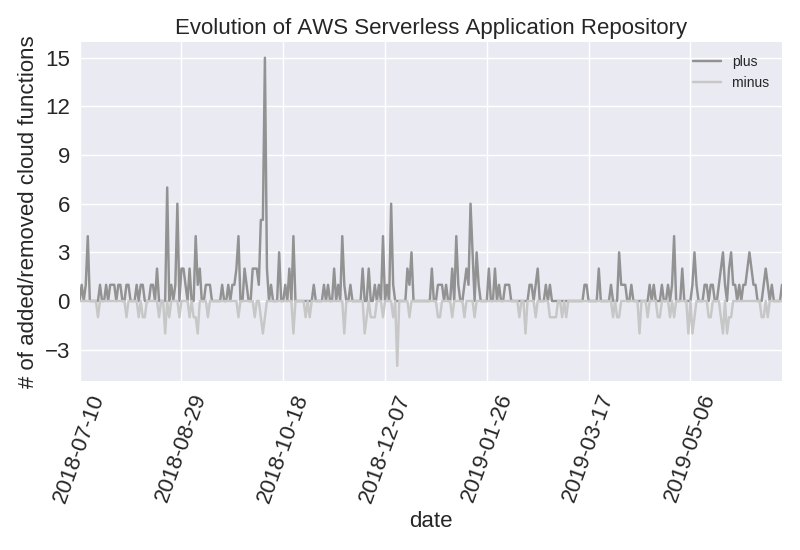 Evolution of AWS Serverless Application Repository
# of added/removed cloud functions
15
12
9
6
3
0
−3
plus
minus
2018-07-10
2018-08-29
2018-10-18
2018-12-07
2019-01-26
2019-03-17
2019-05-06
date